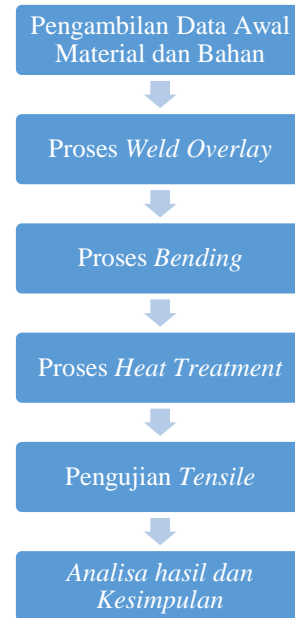 Pengambilan Data Awal
Material dan Bahan
Proses Weld Overlay
Proses Bending
Proses Heat Treatment
Pengujian Tensile
Analisa hasil dan
Kesimpulan